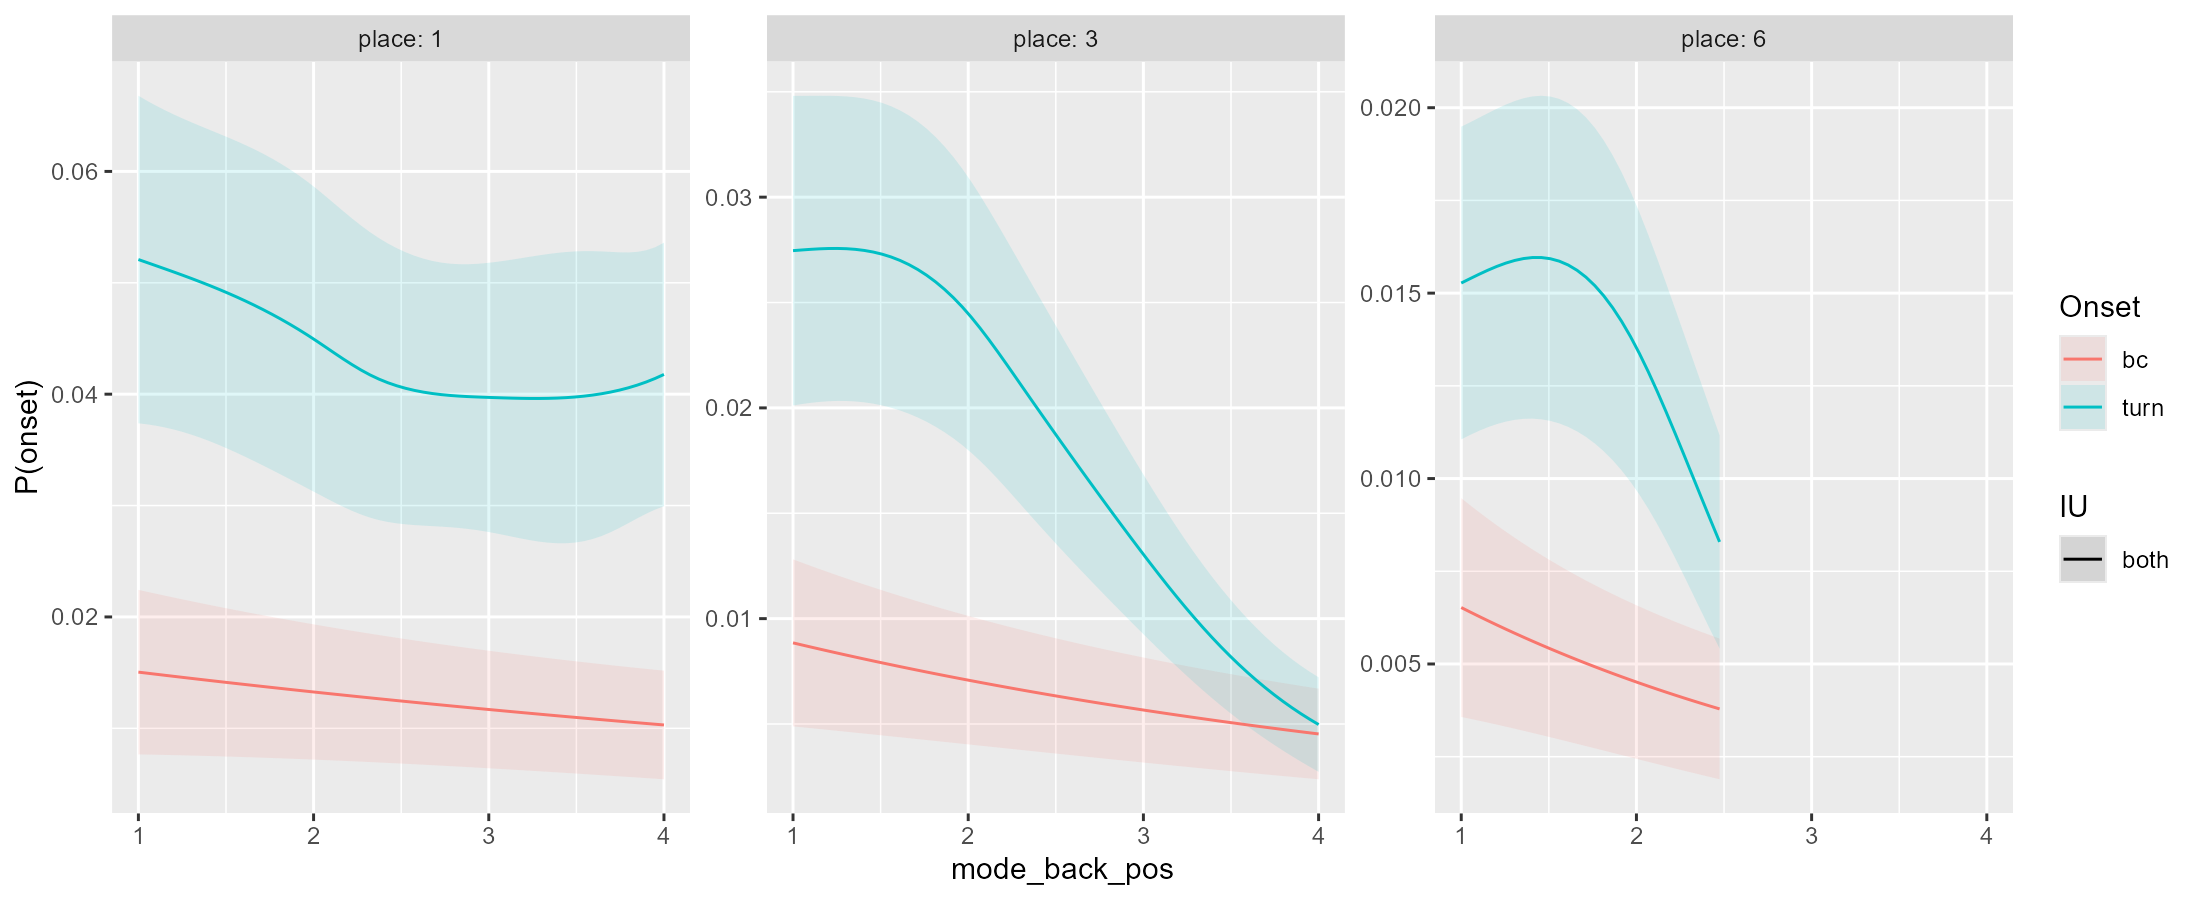 place: 1
place: 3
place: 6
P(onset)
0.06
0.04
0.02
0.03
0.02
0.01
0.020
0.015
0.010
0.005
1 2 3 4
1 2 3 4
1 2 3 4
mode_back_pos
Onset
bc
turn
IU
both